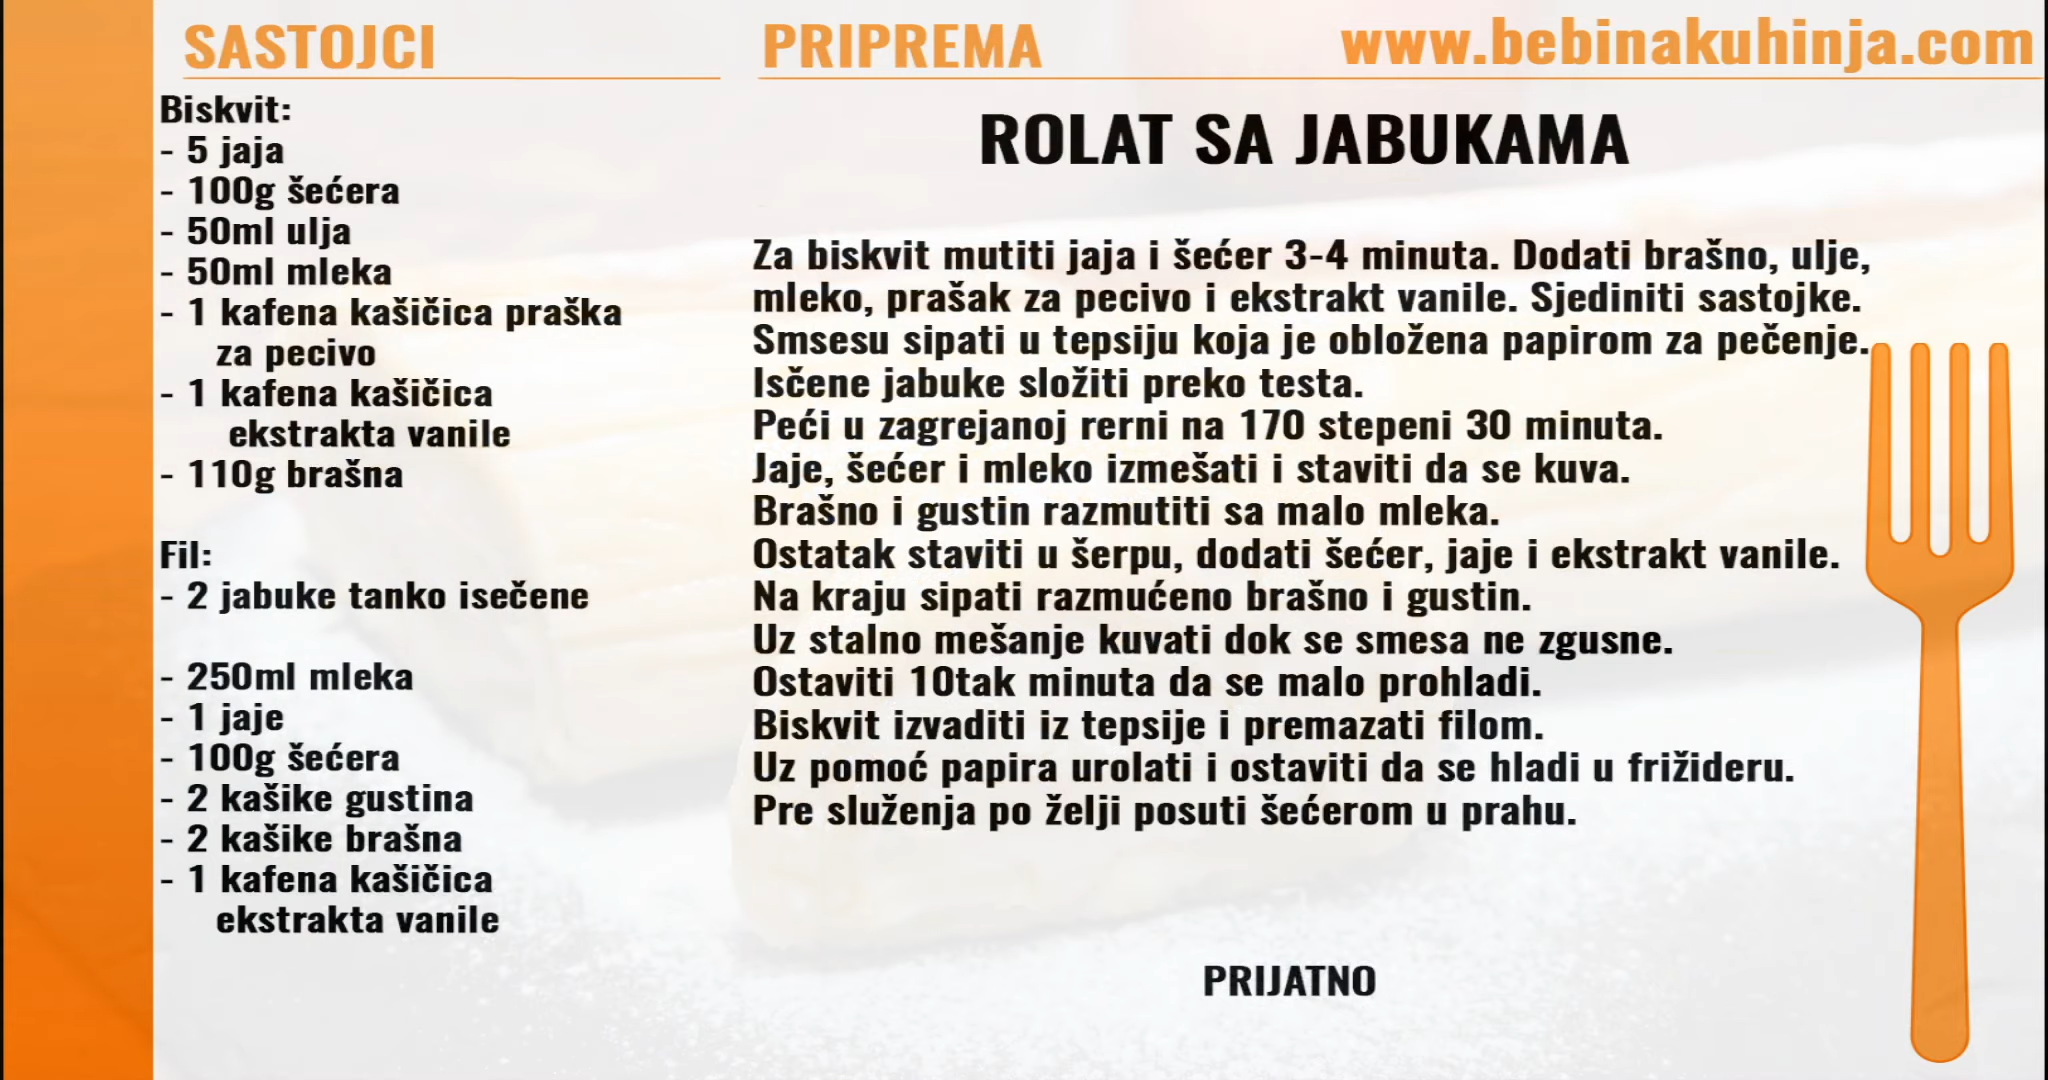 SASTOJCI
Biskvit:
- 5 jaja
- 100g šećera
- 50ml ulja
- 50ml mleka
- 1 kafena kašičica praška
za pecivo
- 1 kafena kašičica
ekstrakta vanile
- 110g brašna
Fil:
- 2 jabuke tanko isečene
- 250ml mleka
- 1 jaje
- 100g šećera
- 2 kašike gustina
- 2 kašike brašna
- 1 kafena kašičica
ekstrakta vanile
PRIPREMA
www.bebinakuhinja.com
ROLAT SA JABUKAMA
Za biskvit mutiti jaja i šećer 3-4 minuta. Dodati brašno, ulje,
mleko, prašak za pecivo i ekstrakt vanile. Sjediniti sastojke.
Smsesu sipati u tepsiju koja je obložena papirom za pečenje.
Isčene jabuke složiti preko testa.
Peći u zagrejanoj rerni na 170 stepeni 30 minuta.
Jaje, šećer i mleko izmešati i staviti da se kuva.
Brašno i gustin razmutiti sa malo mleka.
Ostatak staviti u šerpu, dodati šećer, jaje i ekstrakt vanile.
Na kraju sipati razmućeno brašno i gustin.
Uz stalno mešanje kuvati dok se smesa ne zgusne.
Ostaviti 10tak minuta da se malo prohladi.
Biskvit izvaditi iz tepsije i premazati filom.
Uz pomoć papira urolati i ostaviti da se hladi u frižideru.
Pre služenja po želji posuti šećerom u prahu.
PRIJATNO